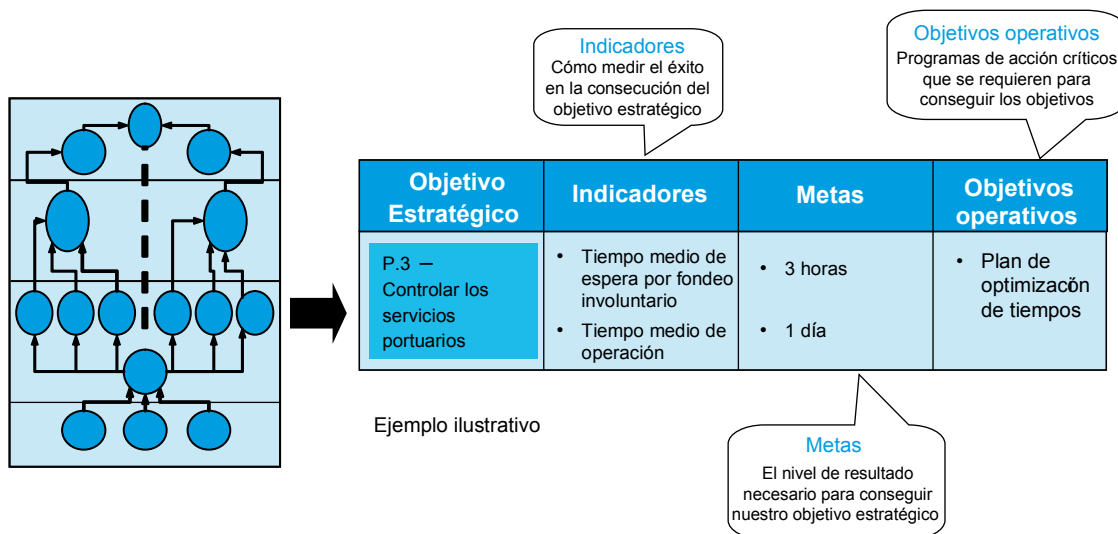 Indicadores
Cómo medir el éxito
en la consecución del
objetivo estratégico
Objetivos operativos
Programas de acción críticos
que se requieren para
conseguir los objetivos
Objetivo
Estratégico
Indicadores
Metas
Objetivos
operativos
P.3 –
Controlar los
servicios
portuarios
• Tiempo medio de
espera por fondeo
involuntario
• Tiempo medio de
operación
• 3 horas
• 1 día
• Plan de
optimización
de tiempos
Ejemplo ilustrativo
Metas
El nivel de resultado
necesario para conseguir
nuestro objetivo estratégico